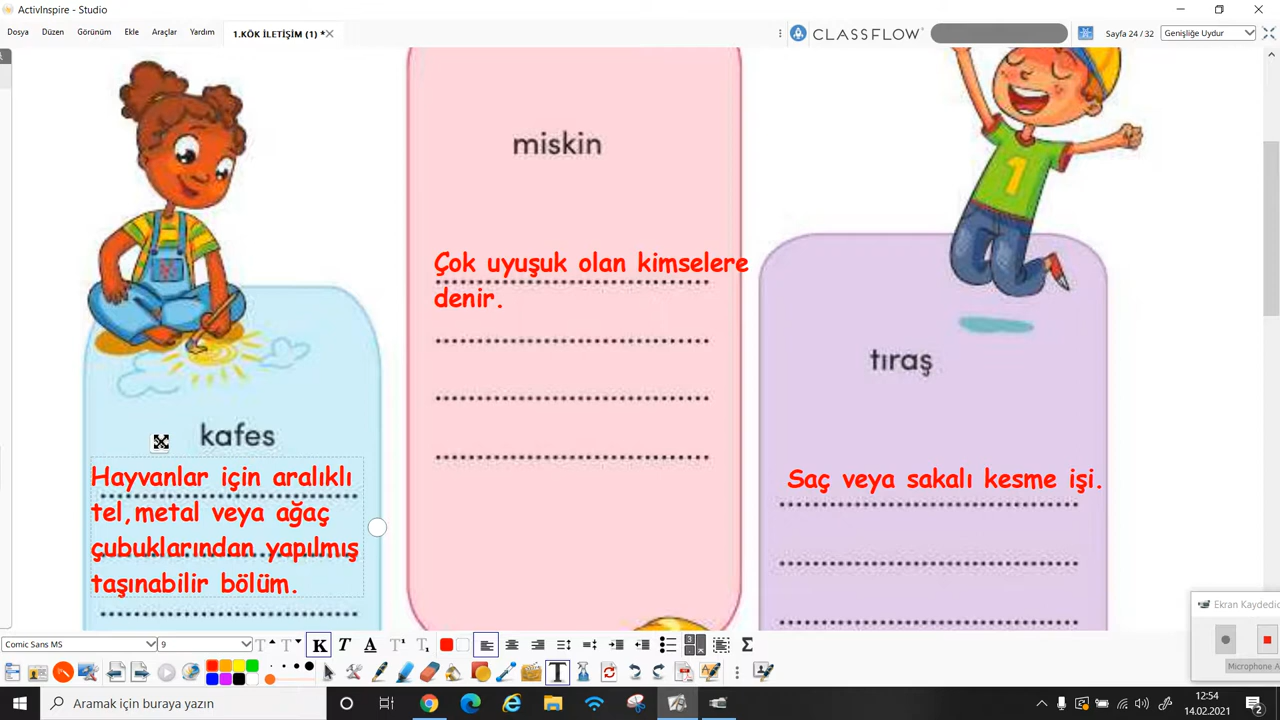 ActivInspire - Studio
Dosya Düzen Görünüm Ekle Araçlar Yardım
1.KÖK İLETİŞİM (1) *
CLASSFLOW
Sayfa 24 / 32
Genişliğe Uydur
miskin
Çok uyuşuk olan kimselere
denir.
1
tıraş
Saç veya sakalı kesme işi.
kafes
Hayvanlar için aralıklı
tel,metal veya ağaç
çubuklarından yapılmış
taşınabilir bölüm.
Ekran Kaydedic
Microphone A
Comic Sans MS 9
Aramak için buraya yazın
12:54
14.02.2021
2